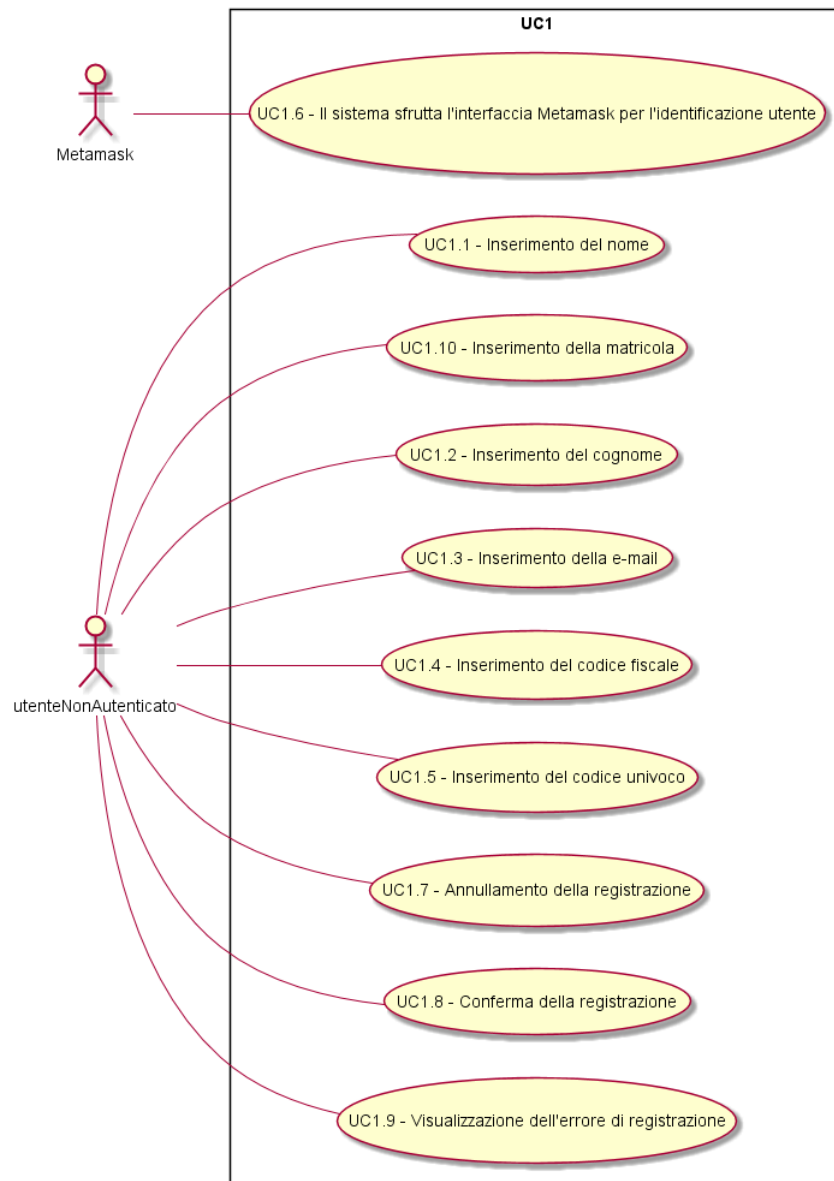 UC1
UC1.6 - Il sistema sfrutta l'interfaccia Metamask per l'identificazione utente
Metamask
UC1.1 - Inserimento del nome
UC1.10 - Inserimento della matricola
UC1.2 - Inserimento del cognome
UC1.3 - Inserimento della e-mail
UC1.4 - Inserimento del codice fiscale
utenteNonAutenticato
UC1.5 - Inserimento del codice univoco
UC1.7 - Annullamento della registrazione
UC1.8 - Conferma della registrazione
UC1.9 - Visualizzazione dell'errore di registrazione